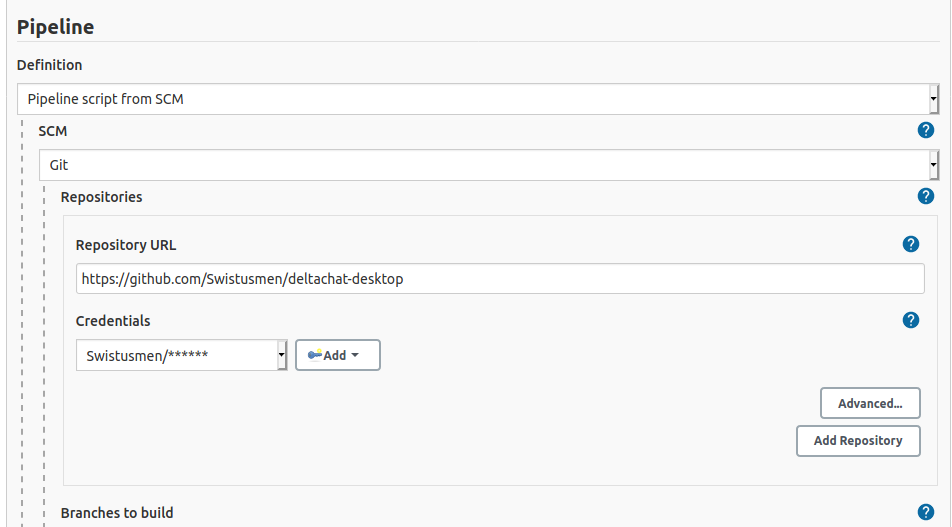 Pipeline
Definition
Pipeline script from SCM
SCM
?
Git
Repositories
?
Repository URL
?
https://github.com/Swistusmen/deltachat-desktop
Credentials
?
Swistusmen/******
Add
Advanced...
Add Repository
Branches to build
?